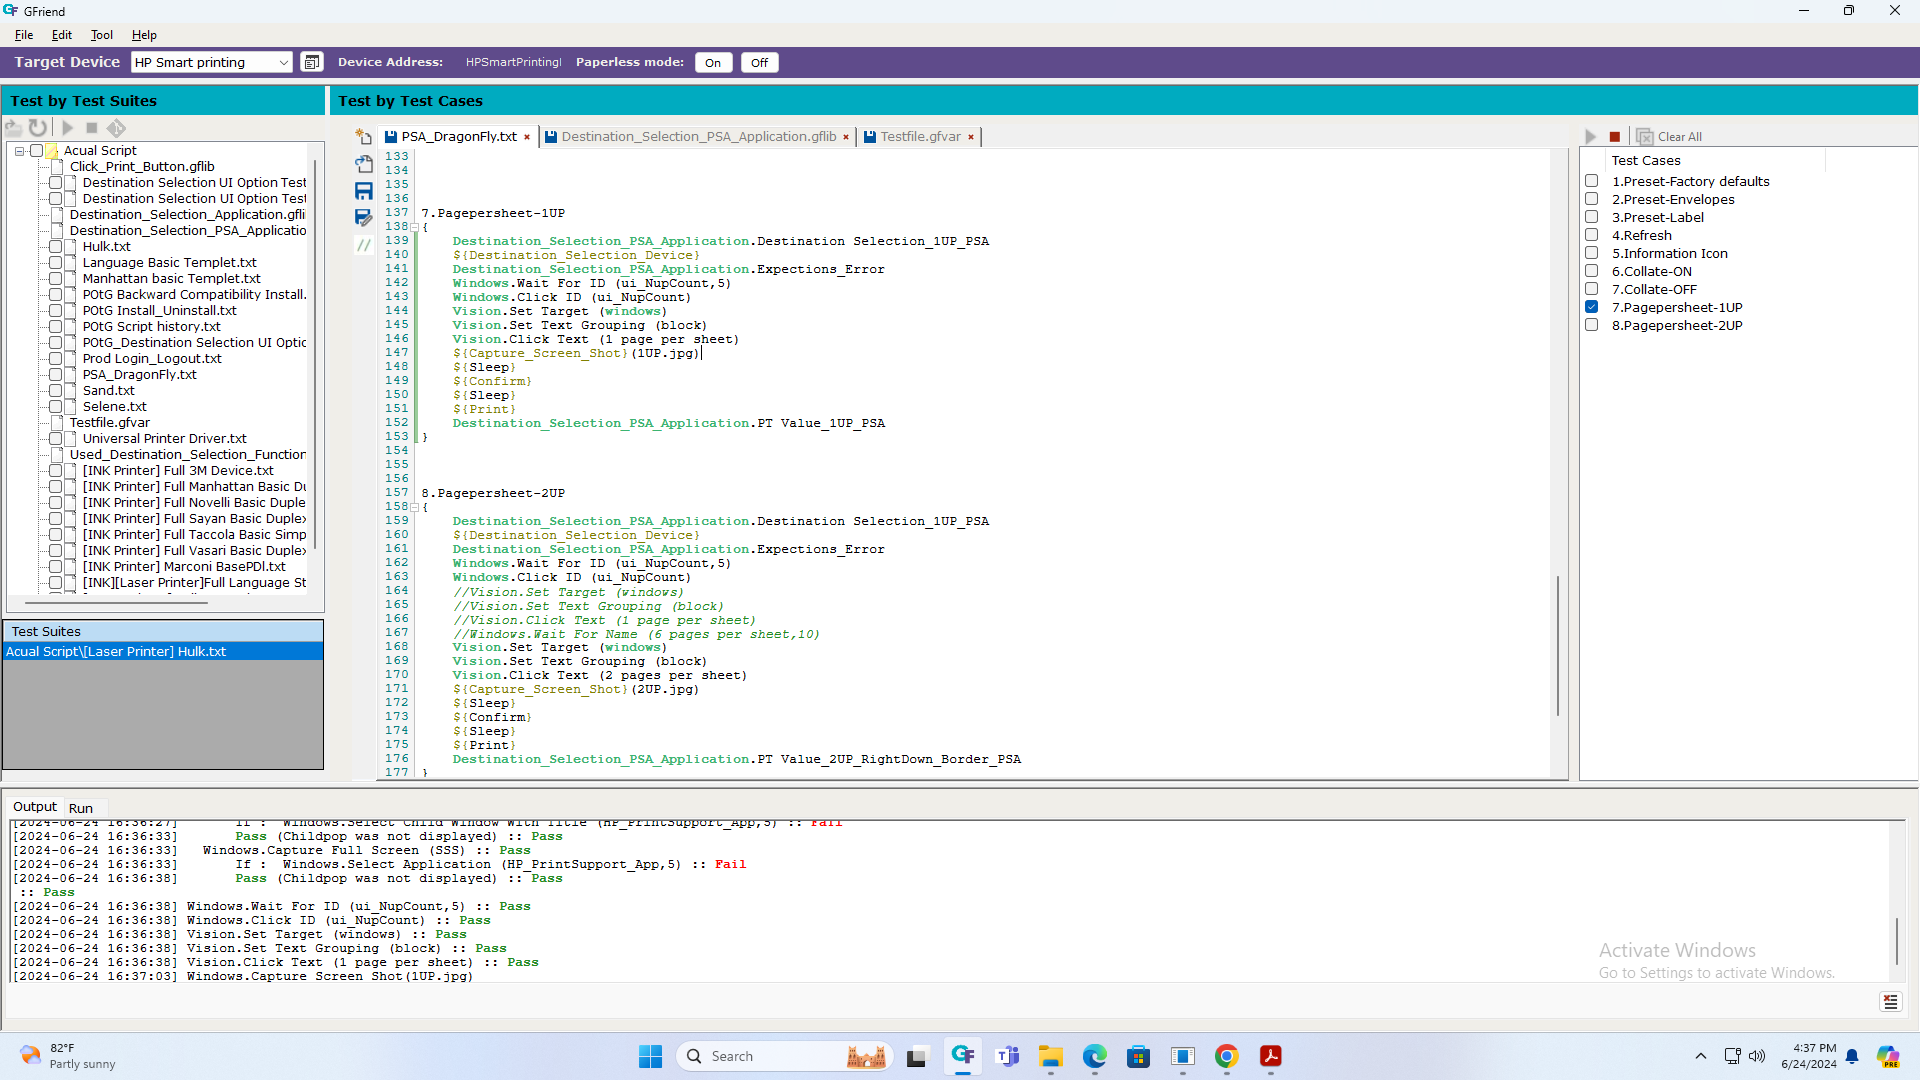 GFriend
File Edit Tool Help
Target Device HP Smart printing Device Address: HPSmartPrintingI Paperless mode: On Off
Test by Test Suites
Acual Script
Click_Print_Button.gflib
Destination Selection UI Option Test
Destination Selection UI Option Test
Destination_Selection_Application.gfli
Destination_Selection_PSA_Applicatio
Hulk.txt
Language Basic Templet.txt
Manhattan basic Templet.txt
POtG Backward Compatibility Install.
POtG Install_Uninstall.txt
POtG Script history.txt
POtG_Destination Selection UI Optic
Prod Login_Logout.txt
PSA_DragonFly.txt
Sand.txt
Selene.txt
Testfile.gfvar
Universal Printer Driver.txt
Used_Destination_Selection_Function
[INK Printer] Full 3M Device.txt
[INK Printer] Full Manhattan Basic Du
[INK Printer] Full Novelli Basic Duple
[INK Printer] Full Sayan Basic Duplex
[INK Printer] Full Taccola Basic Simp
[INK Printer] Full Vasari Basic Duplex
[INK Printer] Marconi BasePDl.txt
[INK][Laser Printer]Full Language St
Test Suites
Acual Script\[Laser Printer] Hulk.txt
Test by Test Cases
PSA_DragonFly.txt × Destination_Selection_PSA_Application.gflib × Testfile.gfvar ×
133
134
135
136
137 7.Pagepersheet-1UP
138 {
139 Destination_Selection_PSA_Application.Destination Selection_1UP_PSA
140 ${Destination_Selection_Device}
141 Destination_Selection_PSA_Application.Expections_Error
142 Windows.Wait For ID (ui_NupCount,5)
143 Windows.Click ID (ui_NupCount)
144 Vision.Set Target (windows)
145 Vision.Set Text Grouping (block)
146 Vision.Click Text (1 page per sheet)
147 ${Capture_Screen_Shot}(1UP.jpg)
148 ${Sleep}
149 ${Confirm}
150 ${Sleep}
151 ${Print}
152 Destination_Selection_PSA_Application.PT Value_1UP_PSA
153 }
154
155
156
157 8.Pagepersheet-2UP
158 {
159 Destination_Selection_PSA_Application.Destination Selection_1UP_PSA
160 ${Destination_Selection_Device}
161 Destination_Selection_PSA_Application.Expections_Error
162 Windows.Wait For ID (ui_NupCount,5)
163 Windows.Click ID (ui_NupCount)
164 //Vision.Set Target (windows)
165 //Vision.Set Text Grouping (block)
166 //Vision.Click Text (1 page per sheet)
167 //Windows.Wait For Name (6 pages per sheet,10)
168 Vision.Set Target (windows)
169 Vision.Set Text Grouping (block)
170 Vision.Click Text (2 pages per sheet)
171 ${Capture_Screen_Shot}(2UP.jpg)
172 ${Sleep}
173 ${Confirm}
174 ${Sleep}
175 ${Print}
176 Destination_Selection_PSA_Application.PT Value_2UP_RightDown_Border_PSA
177 }
Clear All
Test Cases
1.Preset-Factory defaults
2.Preset-Envelopes
3.Preset-Label
4.Refresh
5.Information Icon
6.Collate-ON
7.Collate-OFF
7.Pagepersheet-1UP
8.Pagepersheet-2UP
Output Run
[2024-06-24 16:36:27] If : Windows.Select Child Window With Title (HP_PrintSupport_App,5) :: Fail
[2024-06-24 16:36:33] Pass (Childpop was not displayed) :: Pass
[2024-06-24 16:36:33] Windows.Capture Full Screen (SSS) :: Pass
[2024-06-24 16:36:33] If : Windows.Select Application (HP_PrintSupport_App,5) :: Fail
[2024-06-24 16:36:38] Pass (Childpop was not displayed) :: Pass
:: Pass
[2024-06-24 16:36:38] Windows.Wait For ID (ui_NupCount,5) :: Pass
[2024-06-24 16:36:38] Windows.Click ID (ui_NupCount) :: Pass
[2024-06-24 16:36:38] Vision.Set Target (windows) :: Pass
[2024-06-24 16:36:38] Vision.Set Text Grouping (block) :: Pass
[2024-06-24 16:36:38] Vision.Click Text (1 page per sheet) :: Pass
[2024-06-24 16:37:03] Windows.Capture Screen Shot(1UP.jpg)
Activate Windows
Go to Settings to activate Windows.
82°F
Partly sunny
Search
4:37 PM
6/24/2024
PRE